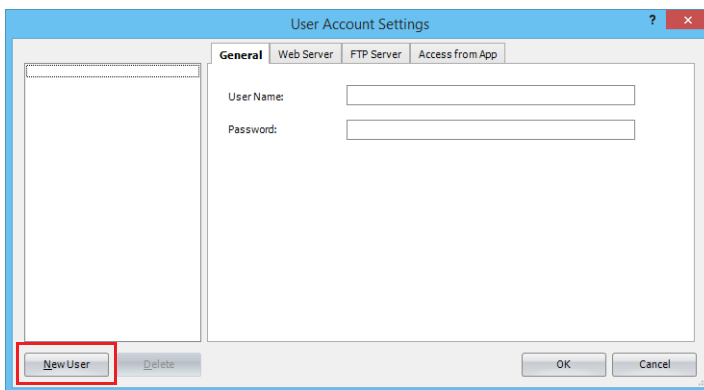 User Account Settings ?
General Web Server FTP Server Access from App
User Name:
Password:
New User Delete OK Cancel